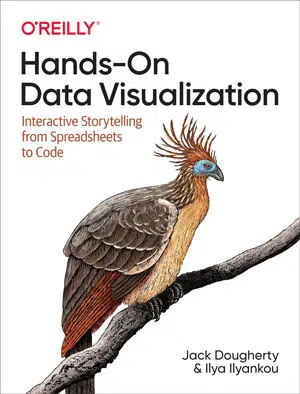 O'REILLY®
Hands-On
Data Visualization
Interactive Storytelling
from Spreadsheets
to Code
Jack Dougherty
& Ilya Ilyankou